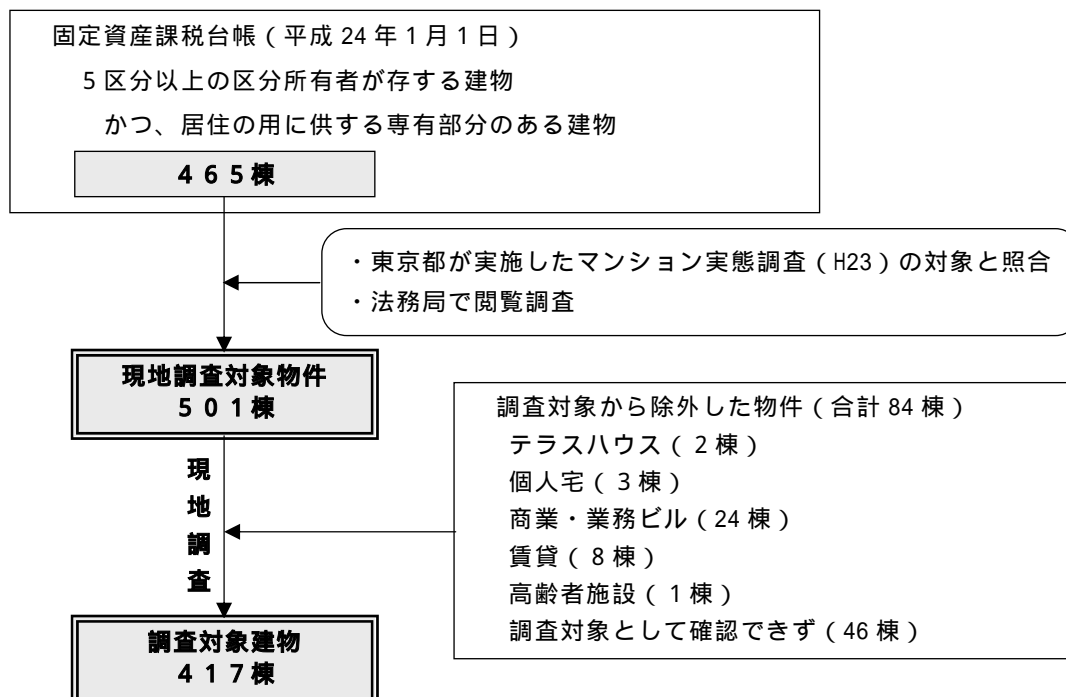 固定資産課税台帳(平成24年1月1日)
5区分以上の区分所有者が存する建物
かつ、居住の用に供する専有部分のある建物
465棟
・東京都が実施したマンション実態調査(H23)の対象と照合
・法務局で閲覧調査
現地調査対象物件
501棟
現地調査
調査対象から除外した物件(合計84棟)
テラスハウス(2棟)
個人宅(3棟)
商業・業務ビル(24棟)
賃貸(8棟)
高齢者施設(1棟)
調査対象として確認できず(46棟)
調査対象建物
417棟